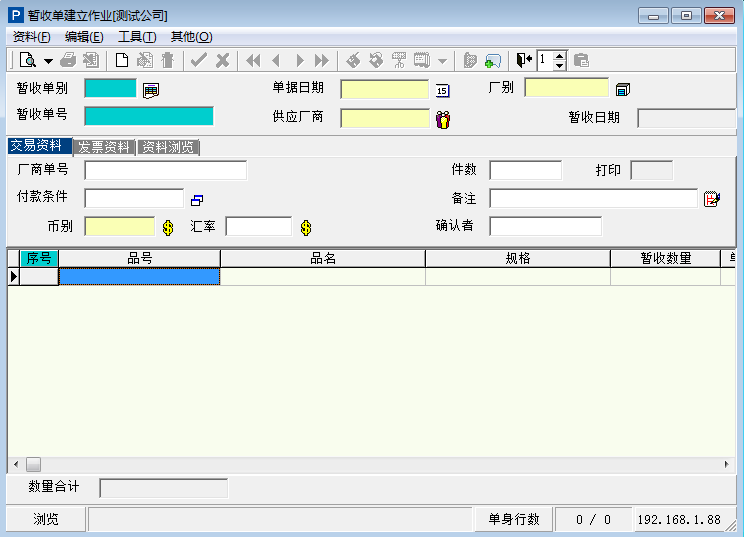 暂收单建立作业[测试公司]
资料(F) 编辑(E) 工具(T) 其他(O)
1
暂收单别 单据日期 15 厂别
暂收单号 供应厂商 暂收日期
交易资料 发票资料 资料浏览
厂商单号 件数 打印
付款条件 备注
币别 $ 汇率 $ 确认者
序号 品号 品名 规格 暂收数量
数量合计
浏览 单身行数 0 / 0 192.168.1.88